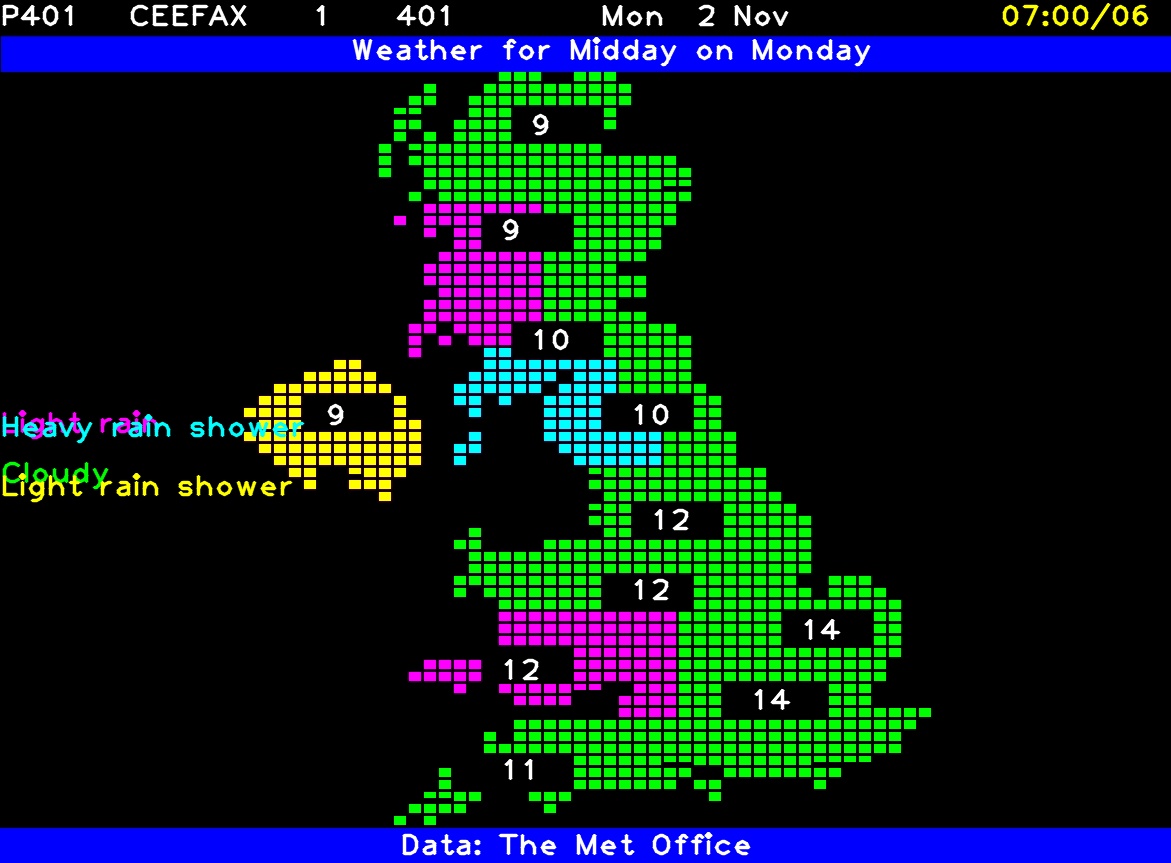 P401 CEEFAX 1 401 Mon 2 Nov 07:00/06
Weather for Midday on Monday
9
9
10
Light rain
Heavy rain shower
9
10
Cloudy
Light rain shower
12
12
14
12
14
11
Data: The Met Office